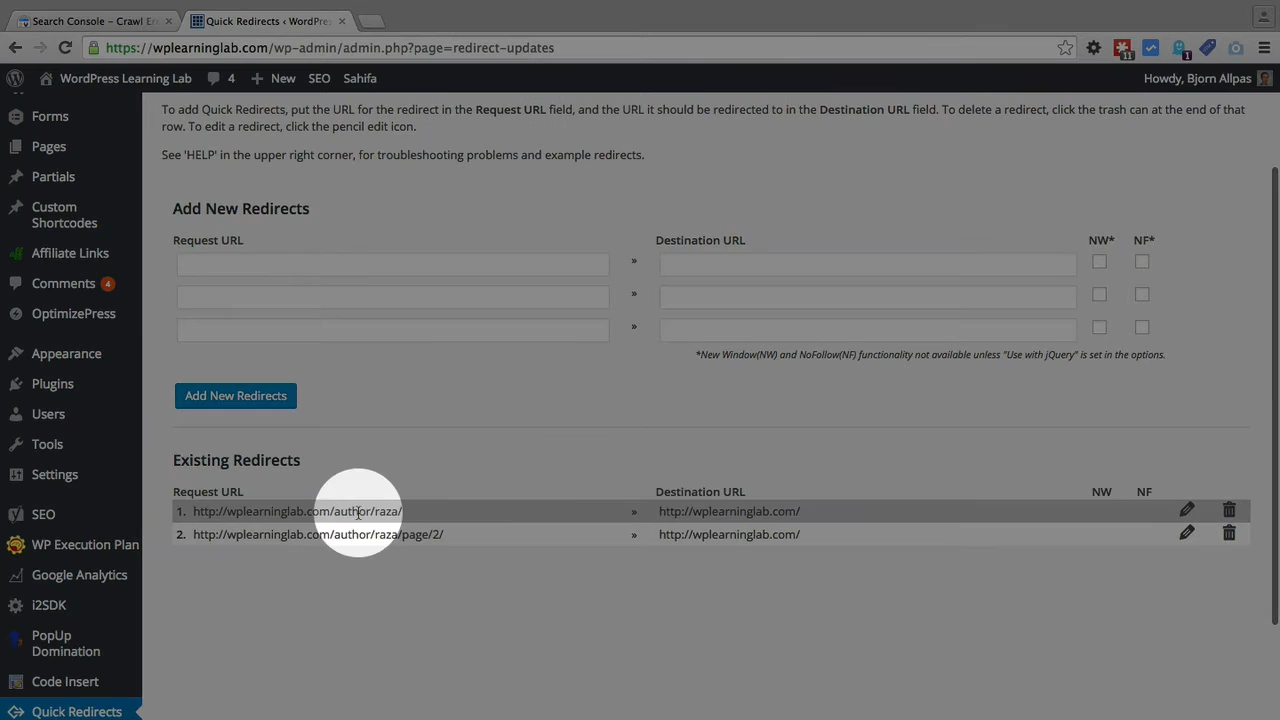 Search Console - Crawl Er
Quick Redirects ‹ WordPre
https://wplearninglab.com/wp-admin/admin.php?page=redirect-updates
11
1
WordPress Learning Lab
4
New
SEO
Sahifa
Howdy, Bjorn Allpas
Forms
Pages
Partials
Custom
Shortcodes
Affiliate Links
Comments 4
OptimizePress
Appearance
Plugins
Users
Tools
Settings
SEO
WP Execution Plan
Google Analytics
i2SDK
PopUp
Domination
Code Insert
Quick Redirects
To add Quick Redirects, put the URL for the redirect in the Request URL field, and the URL it should be redirected to in the Destination URL field. To delete a redirect, click the trash can at the end of that
row. To edit a redirect, click the pencil edit icon.
See 'HELP' in the upper right corner, for troubleshooting problems and example redirects.
Add New Redirects
Request URL Destination URL NW* NF*
»
»
»
*New Window(NW) and NoFollow(NF) functionality not available unless "Use with jQuery" is set in the options.
Add New Redirects
Existing Redirects
Request URL Destination URL NW NF
1. http://wplearninglab.com/author/raza/ » http://wplearninglab.com/
2. http://wplearninglab.com/author/raza/page/2/ » http://wplearninglab.com/